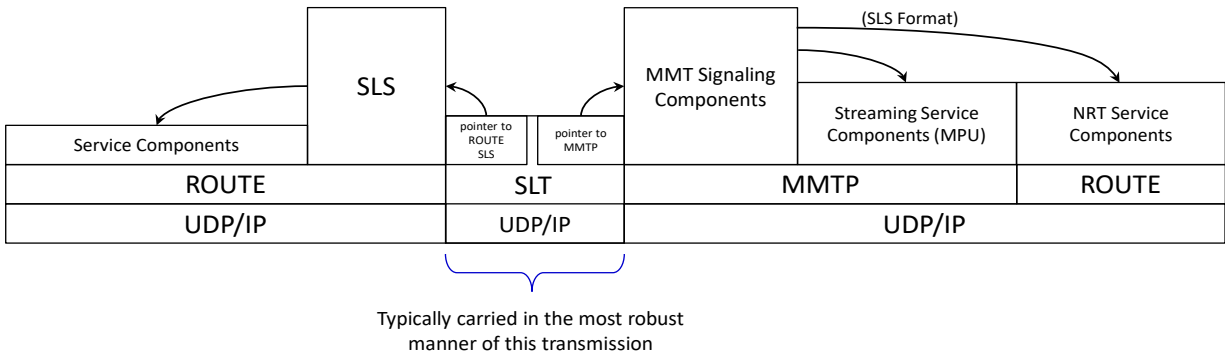 (SLS Format)
SLS
MMT Signaling
Components
Service Components
pointer to
ROUTE
SLS
pointer to
MMTP
Streaming Service
Components (MPU)
NRT Service
Components
ROUTE
SLT
MMTP
ROUTE
UDP/IP
UDP/IP
UDP/IP
Typically carried in the most robust
manner of this transmission